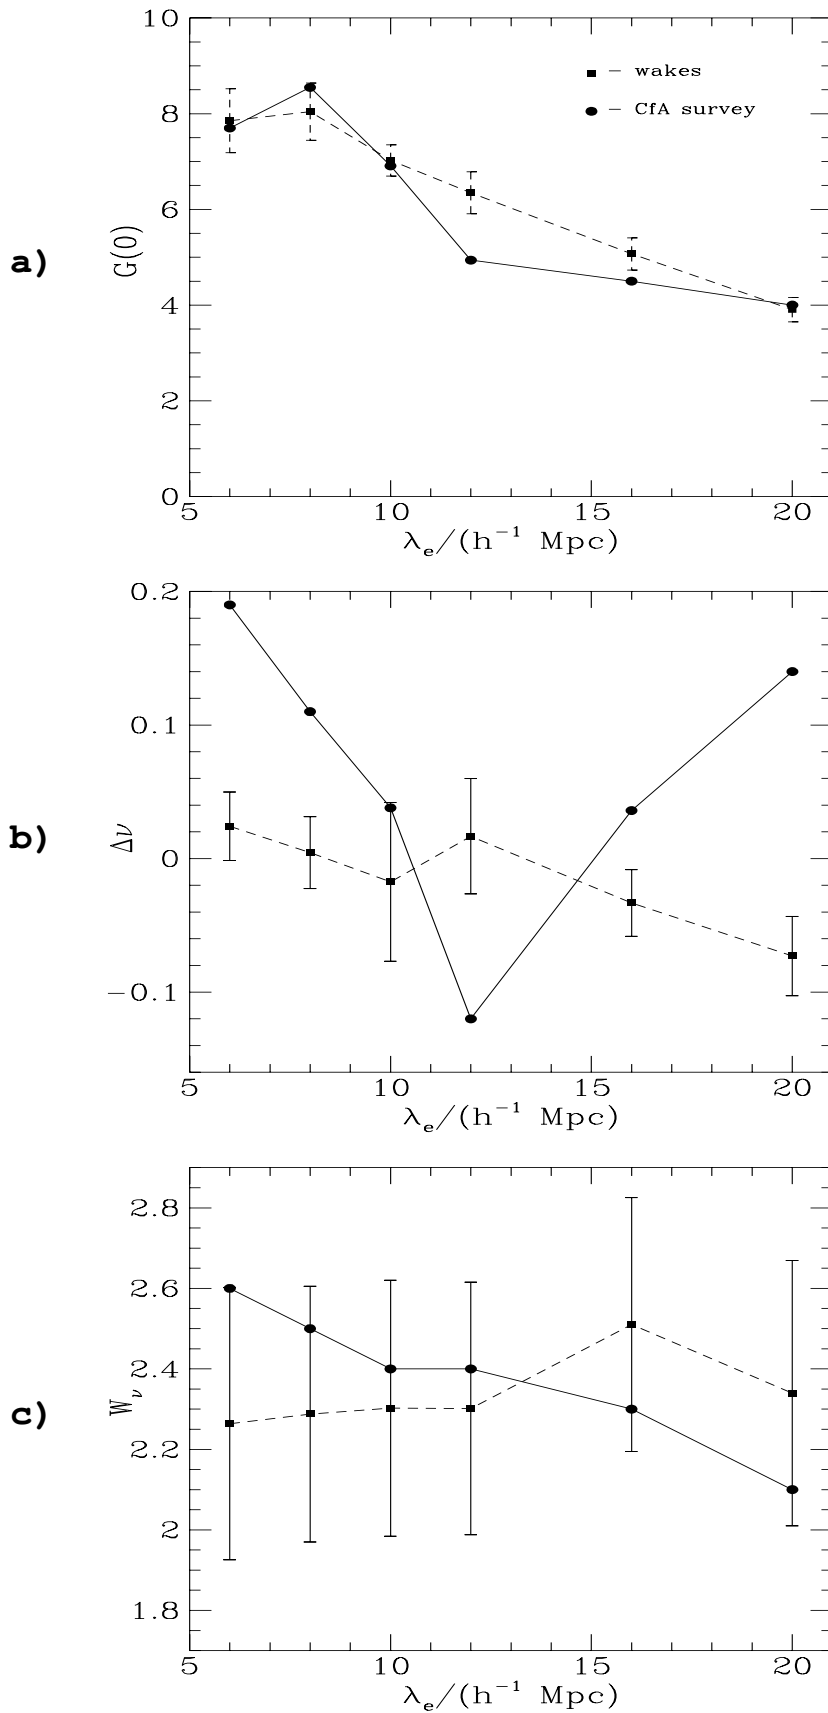 10
– wakes
8
– CfA survey
6
a)
G(0)
4
2
0
5 10 15 20
λₑ/(h⁻¹ Mpc)
0.2
0.1
b)
Δν
0
−0.1
5 10 15 20
λₑ/(h⁻¹ Mpc)
2.8
2.6
2.4
c)
W_ν
2.2
2
1.8
5 10 15 20
λₑ/(h⁻¹ Mpc)